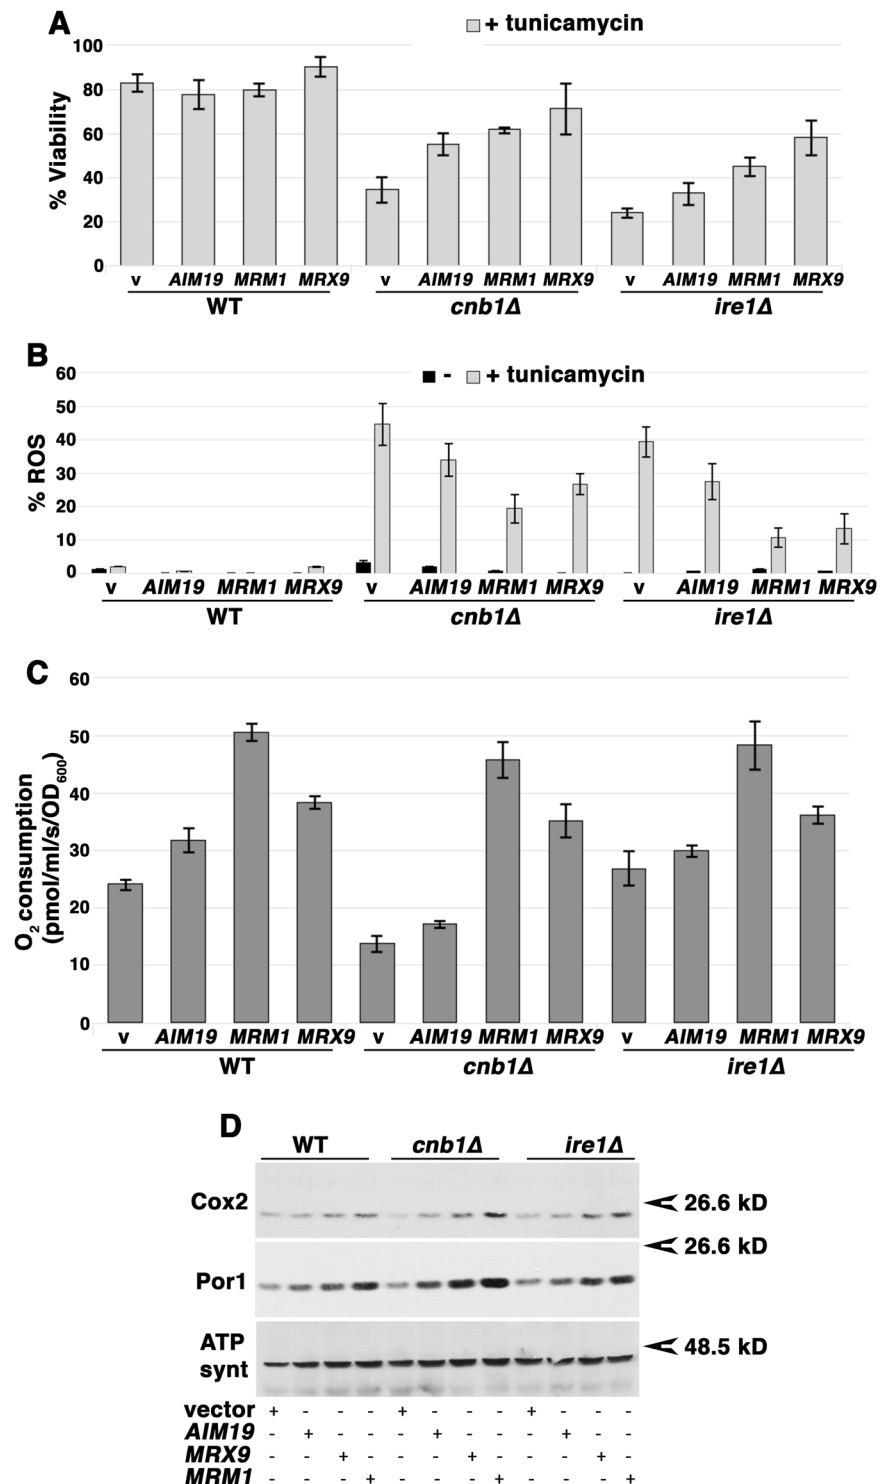 A
+ tunicamycin
% Viability
100
80
60
40
20
0
v AIM19 MRM1 MRX9 v AIM19 MRM1 MRX9 v AIM19 MRM1 MRX9
WT cnb1Δ ire1Δ
B
- + tunicamycin
% ROS
60
50
40
30
20
10
0
v AIM19 MRM1 MRX9 v AIM19 MRM1 MRX9 v AIM19 MRM1 MRX9
WT cnb1Δ ire1Δ
C
O2 consumption
(pmol/ml/s/OD600)
60
50
40
30
20
10
0
v AIM19 MRM1 MRX9 v AIM19 MRM1 MRX9 v AIM19 MRM1 MRX9
WT cnb1Δ ire1Δ
D
WT cnb1Δ ire1Δ
Cox2 26.6 kD
26.6 kD
Por1
ATP
synt
48.5 kD
vector + - - - + - - - + - - -
AIM19 - + - - - + - - - + - -
MRX9 - - + - - - + - - - + -
MRM1 - - - + - - - + - - - +